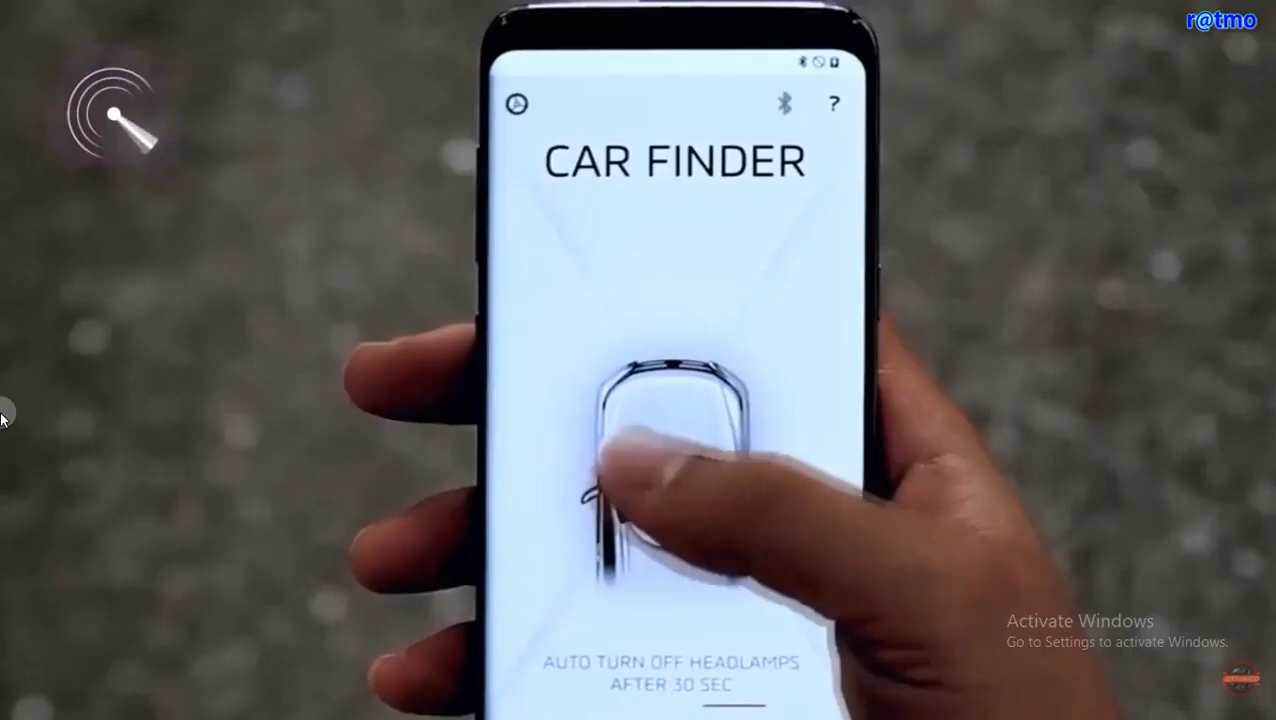 r@tmo
?
CAR FINDER
AUTO TURN OFF HEADLAMPS
AFTER 30 SEC
Activate Windows
Go to Settings to activate Windows.